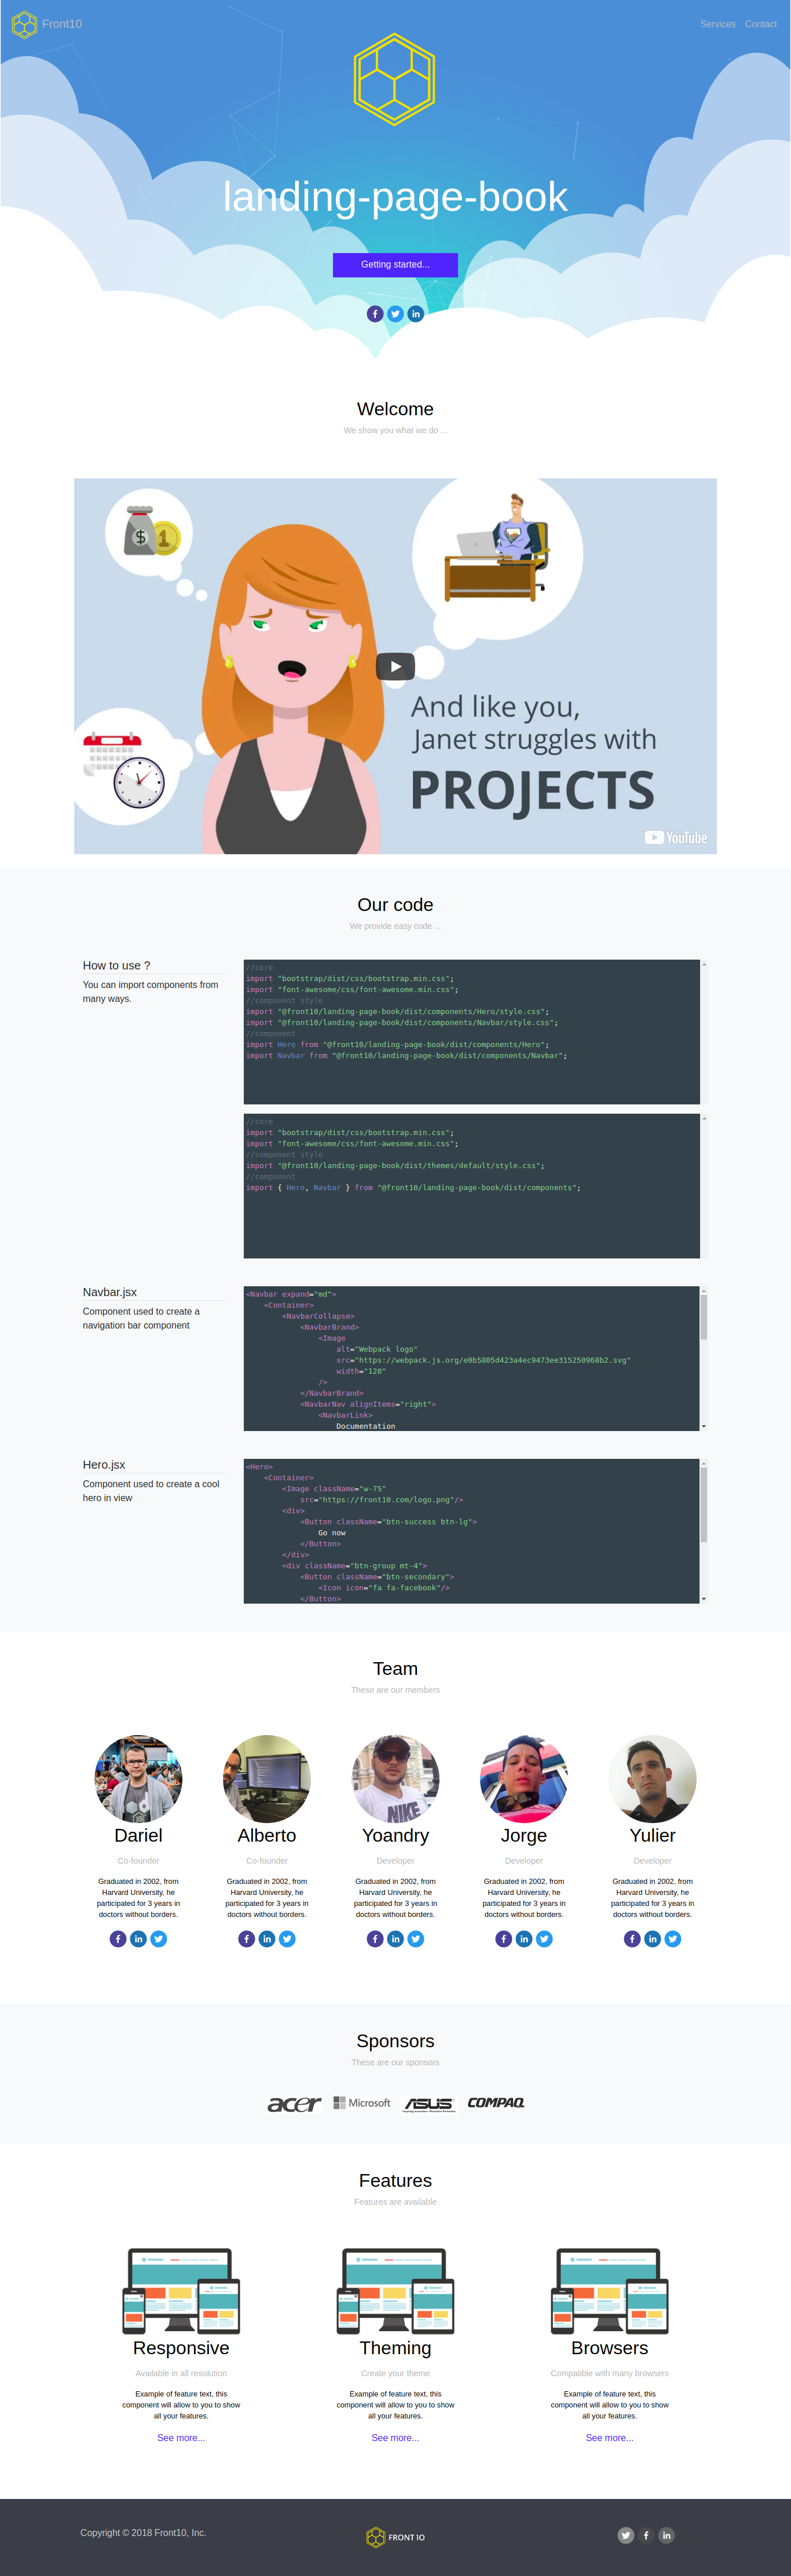 Front10
Services Contact
landing-page-book
Getting started...
Welcome
We show you what we do ...
$
1
And like you,
Janet struggles with
PROJECTS
YouTube
Our code
We provide easy code ...
How to use ?
You can import components from
many ways.
//core
import "bootstrap/dist/css/bootstrap.min.css";
import "font-awesome/css/font-awesome.min.css";
//component style
import "@front10/landing-page-book/dist/components/Hero/style.css";
import "@front10/landing-page-book/dist/components/Navbar/style.css";
//component
import Hero from "@front10/landing-page-book/dist/components/Hero";
import Navbar from "@front10/landing-page-book/dist/components/Navbar";
//core
import "bootstrap/dist/css/bootstrap.min.css";
import "font-awesome/css/font-awesome.min.css";
//component style
import "@front10/landing-page-book/dist/themes/default/style.css";
//component
import { Hero, Navbar } from "@front10/landing-page-book/dist/components";
Navbar.jsx
Component used to create a
navigation bar component
<Navbar expand="md">
<Container>
<NavbarCollapse>
<NavbarBrand>
<Image
alt="Webpack logo"
src="https://webpack.js.org/e0b5805d423a4ec9473ee315250968b2.svg"
width="120"
/>
</NavbarBrand>
<NavbarNav alignItems="right">
<NavbarLink>
Documentation
Hero.jsx
Component used to create a cool
hero in view
<Hero>
<Container>
<Image className="w-75"
src="https://front10.com/logo.png"/>
<div>
<Button className="btn-success btn-lg">
Go now
</Button>
</div>
<div className="btn-group mt-4">
<Button className="btn-secondary">
<Icon icon="fa fa-facebook"/>
</Button>
Team
These are our members
NIKE
Dariel
Co-founder
Graduated in 2002, from
Harvard University, he
participated for 3 years in
doctors without borders.
Alberto
Co-founder
Graduated in 2002, from
Harvard University, he
participated for 3 years in
doctors without borders.
Yoandry
Developer
Graduated in 2002, from
Harvard University, he
participated for 3 years in
doctors without borders.
Jorge
Developer
Graduated in 2002, from
Harvard University, he
participated for 3 years in
doctors without borders.
Yulier
Developer
Graduated in 2002, from
Harvard University, he
participated for 3 years in
doctors without borders.
Sponsors
These are our sponsors
acer Microsoft ASUS COMPAQ
Features
Features are available
Responsive
Available in all resolution
Example of feature text, this
component will allow to you to show
all your features.
See more...
Theming
Create your theme
Example of feature text, this
component will allow to you to show
all your features.
See more...
Browsers
Compatible with many browsers
Example of feature text, this
component will allow to you to show
all your features.
See more...
Copyright © 2018 Front10, Inc.
FRONT10